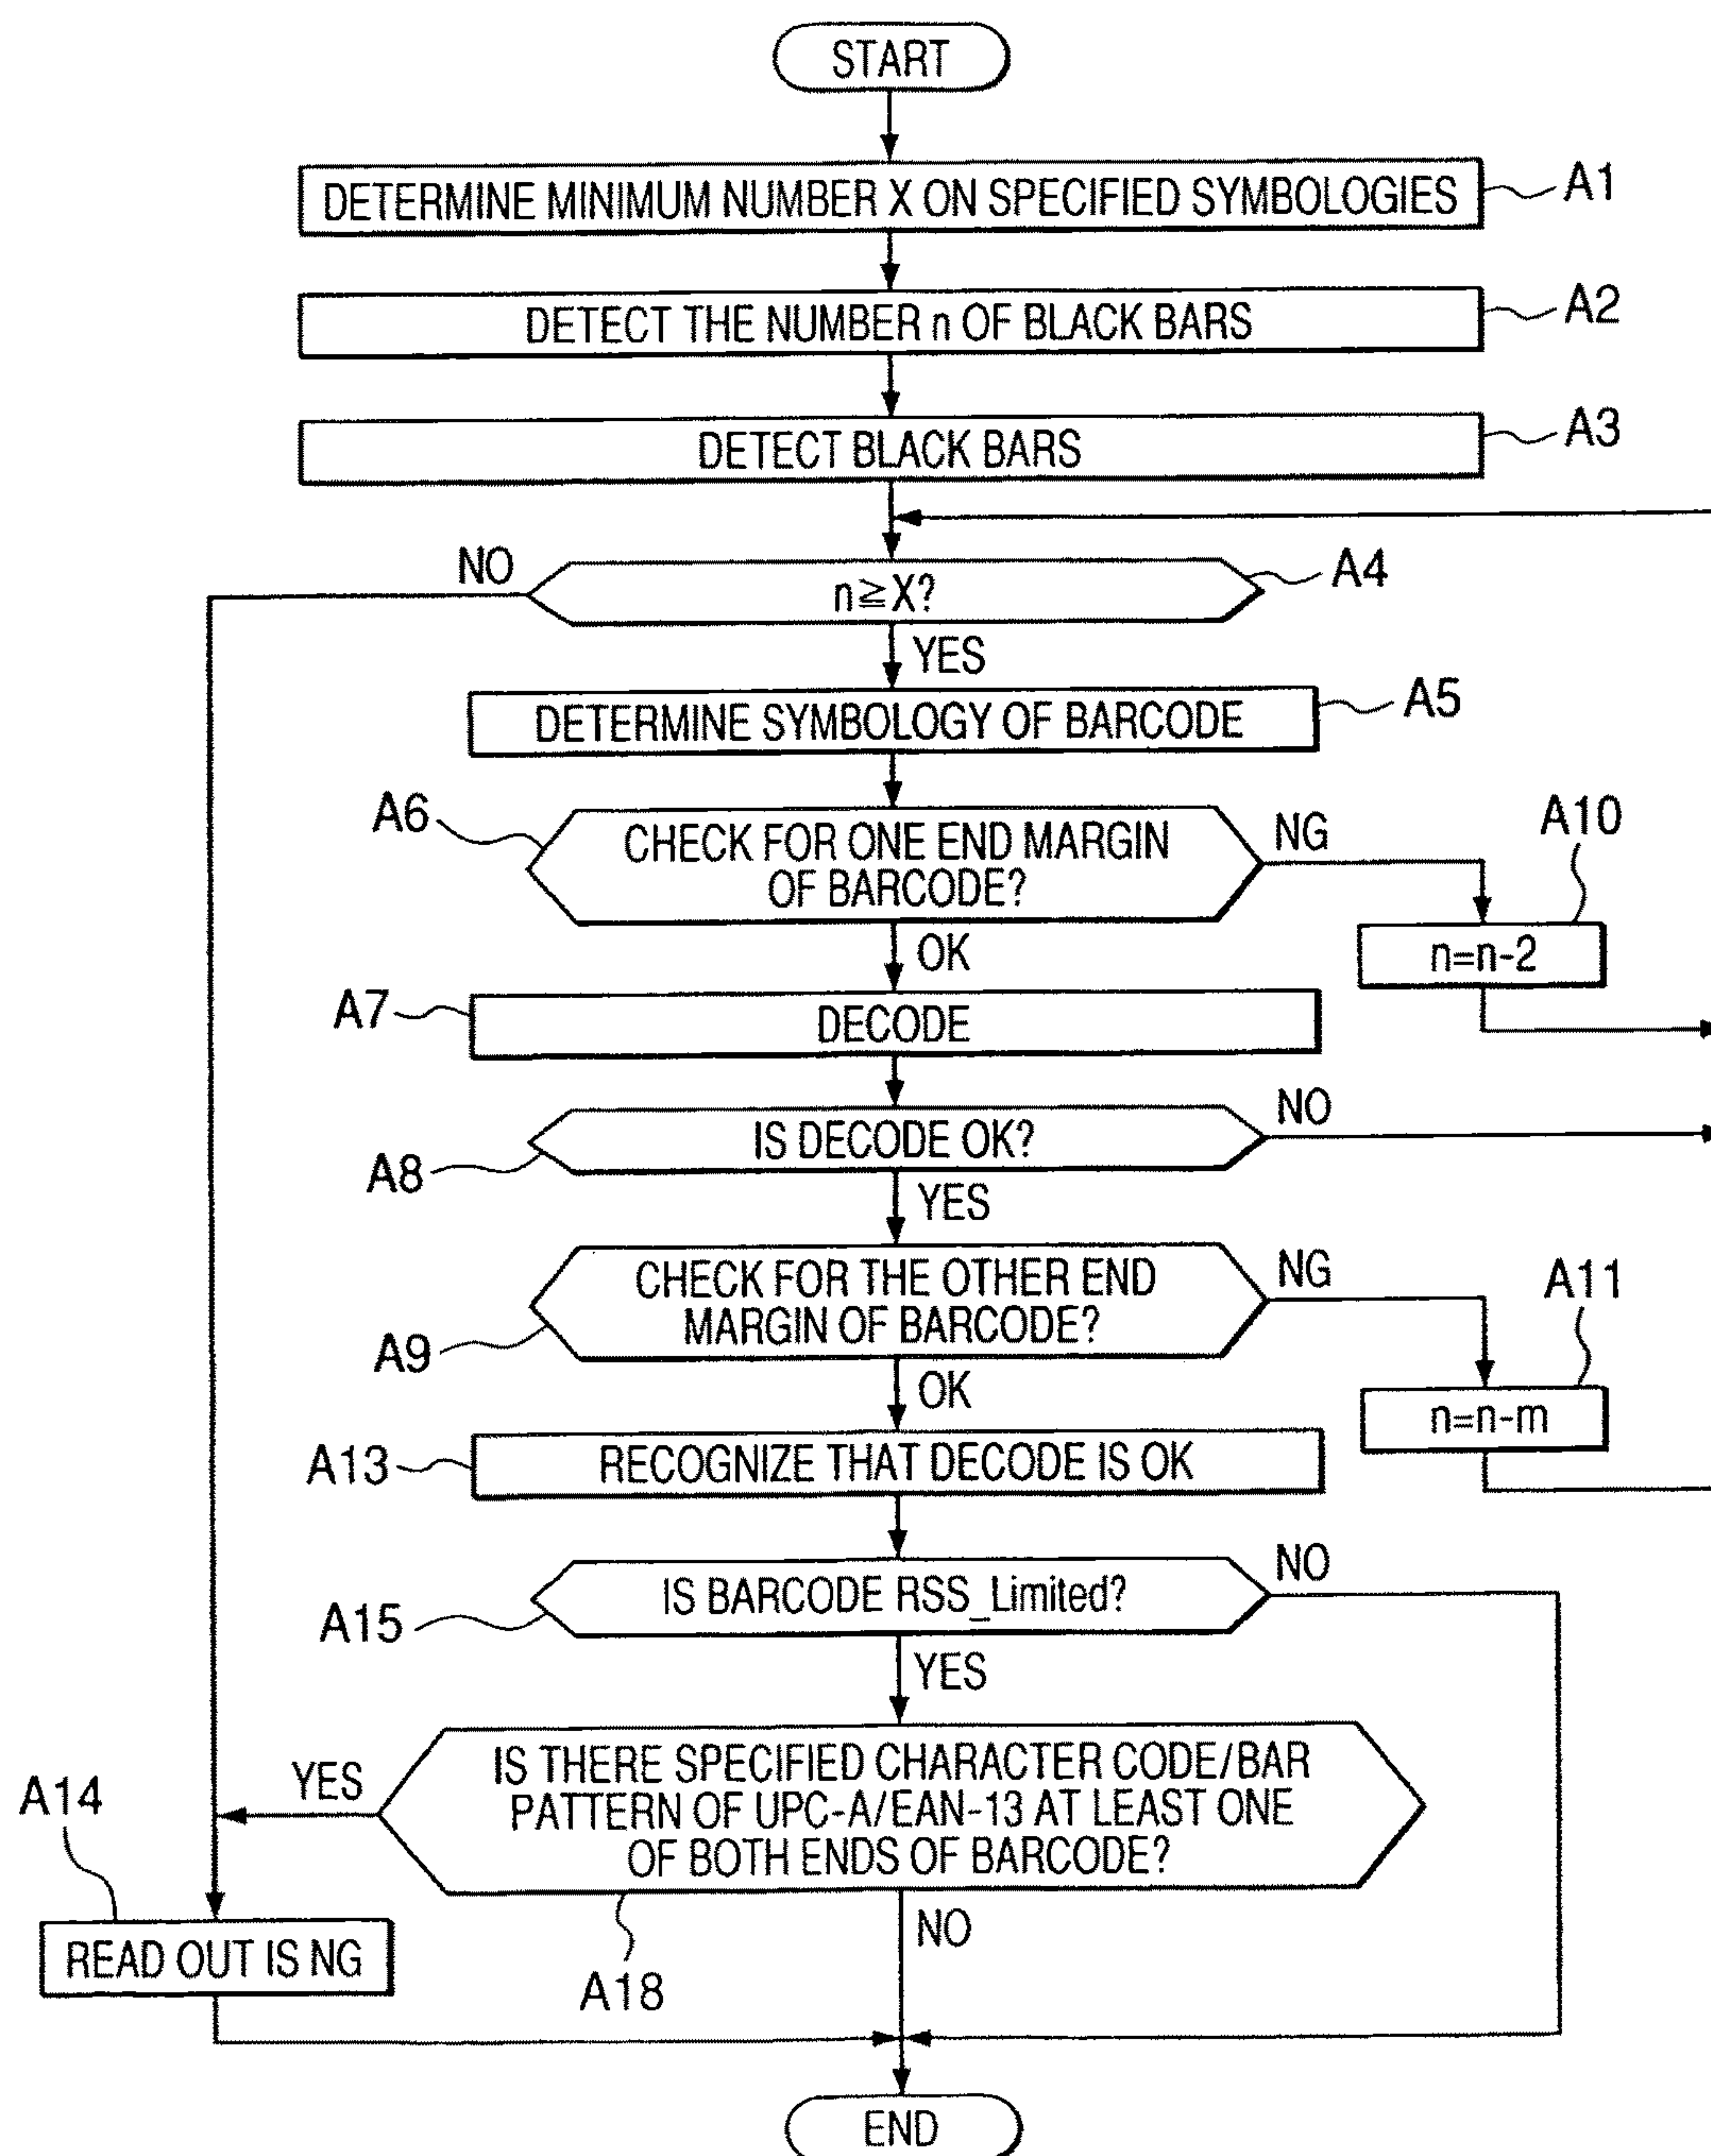 START
DETERMINE MINIMUM NUMBER X ON SPECIFIED SYMBOLOGIES
A1
DETECT THE NUMBER n OF BLACK BARS
A2
DETECT BLACK BARS
A3
NO
n≧X?
A4
YES
DETERMINE SYMBOLOGY OF BARCODE
A5
A6
CHECK FOR ONE END MARGIN
OF BARCODE?
NG
A10
OK
n=n-2
A7
DECODE
IS DECODE OK?
NO
A8
YES
CHECK FOR THE OTHER END
MARGIN OF BARCODE?
NG
A11
A9
OK
n=n-m
A13
RECOGNIZE THAT DECODE IS OK
IS BARCODE RSS_Limited?
NO
A15
YES
IS THERE SPECIFIED CHARACTER CODE/BAR
PATTERN OF UPC-A/EAN-13 AT LEAST ONE
OF BOTH ENDS OF BARCODE?
YES
A14
NO
READ OUT IS NG
A18
END